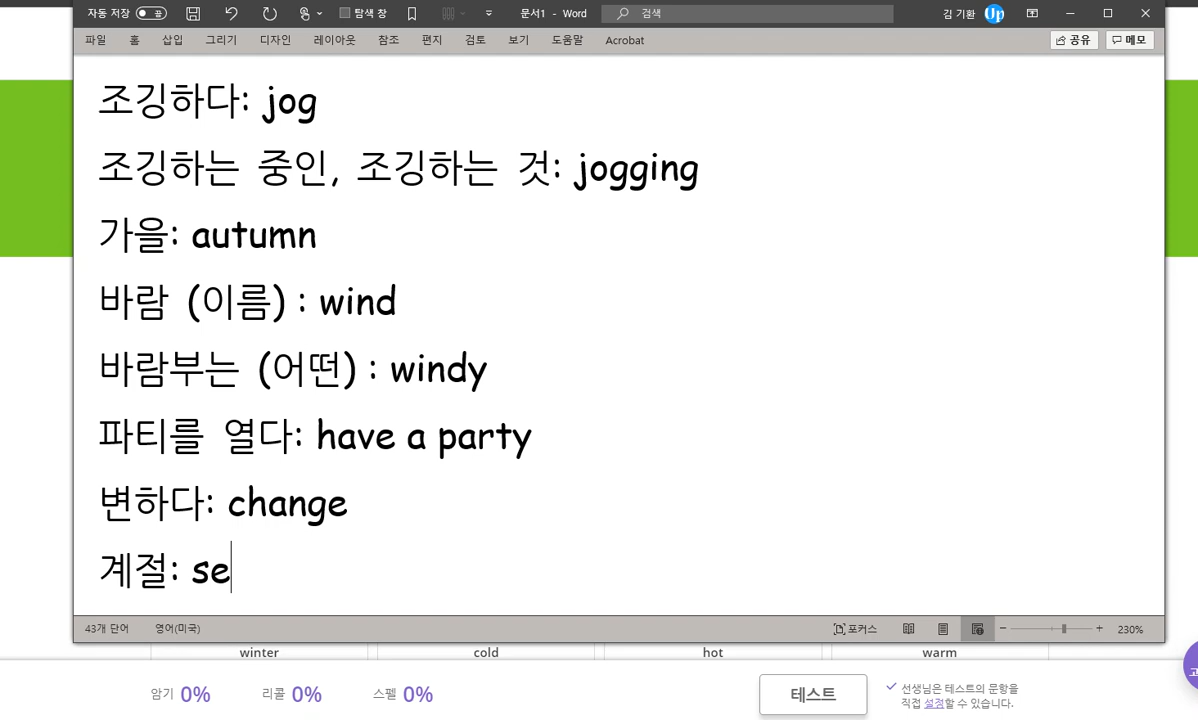 자동 저장 끔 탐색 창 문서1 - Word 검색 김 기환 Up
파일 홈 삽입 그리기 디자인 레이아웃 참조 편지 검토 보기 도움말 Acrobat 공유 메모
조깅하다: jog
조깅하는 중인, 조깅하는 것: jogging
가을: autumn
바람 (이름) : wind
바람부는 (어떤) : windy
파티를 열다: have a party
변하다: change
계절: se
43개 단어 영어(미국) 포커스 230%
winter cold hot warm
암기 0% 리콜 0% 스펠 0% 테스트 선생님은 테스트의 문항을
직접 설정할 수 있습니다.